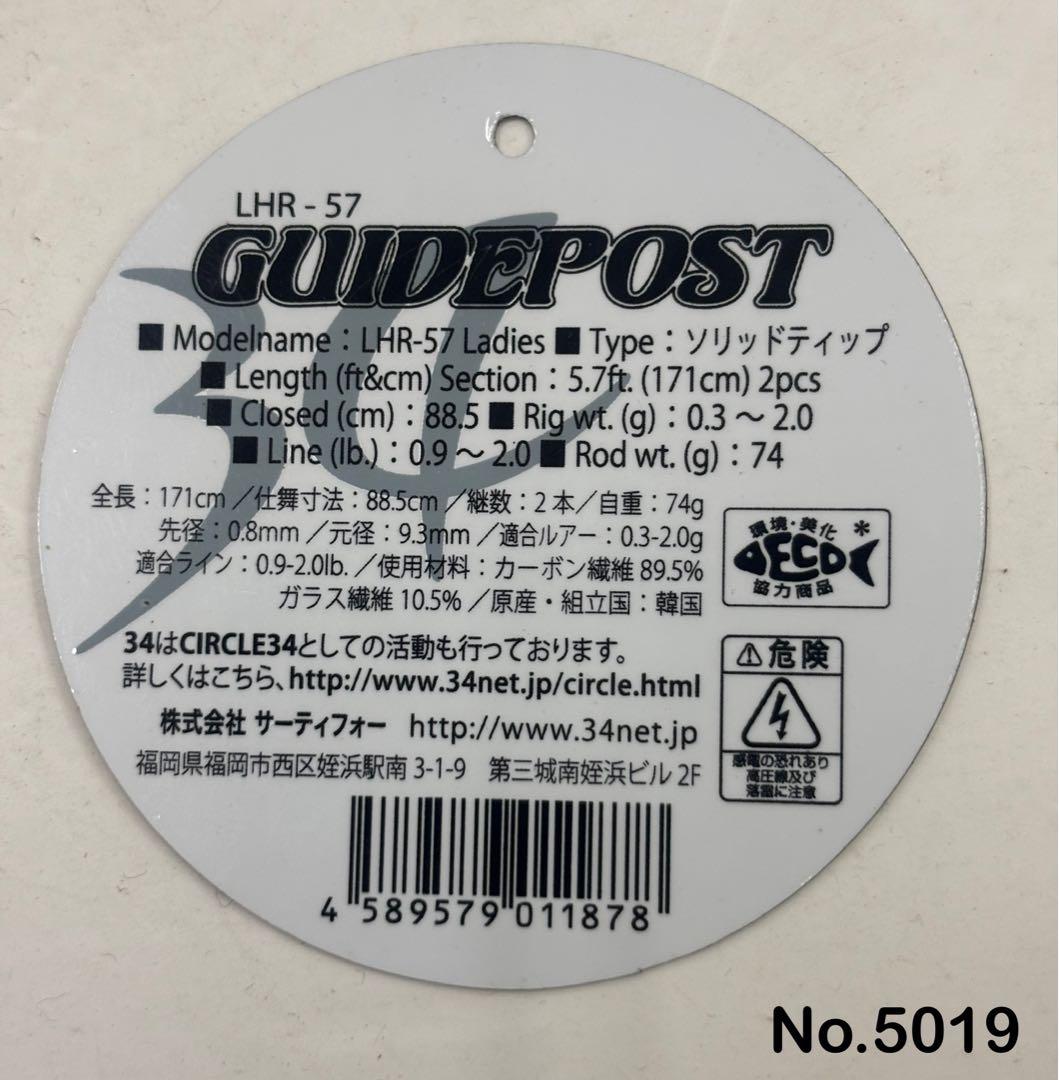 LHR - 57
GUIDEPOST
34
■ Modelname：LHR-57 Ladies ■ Type：ソリッドティップ
■ Length (ft&cm) Section：5.7ft. (171cm) 2pcs
■ Closed (cm)：88.5 ■ Rig wt. (g)：0.3 ～ 2.0
■ Line (lb.)：0.9 ～ 2.0 ■ Rod wt. (g)：74
全長：171cm ／仕舞寸法：88.5cm ／継数：2 本／自重：74g
先径：0.8mm ／元径：9.3mm ／適合ルアー：0.3-2.0g
適合ライン：0.9-2.0lb. ／使用材料：カーボン繊維 89.5%
ガラス繊維 10.5% ／原産・組立国：韓国
環境・美化 *
DECO
協力商品
34はCIRCLE34としての活動も行っております。
詳しくはこちら、http://www.34net.jp/circle.html
株式会社 サーティフォー http://www.34net.jp
福岡県福岡市西区姪浜駅南 3-1-9 第三城南姪浜ビル 2F
⚠危険
感電の恐れあり
高圧線及び
落雷に注意
4 589579 011878
No.5019